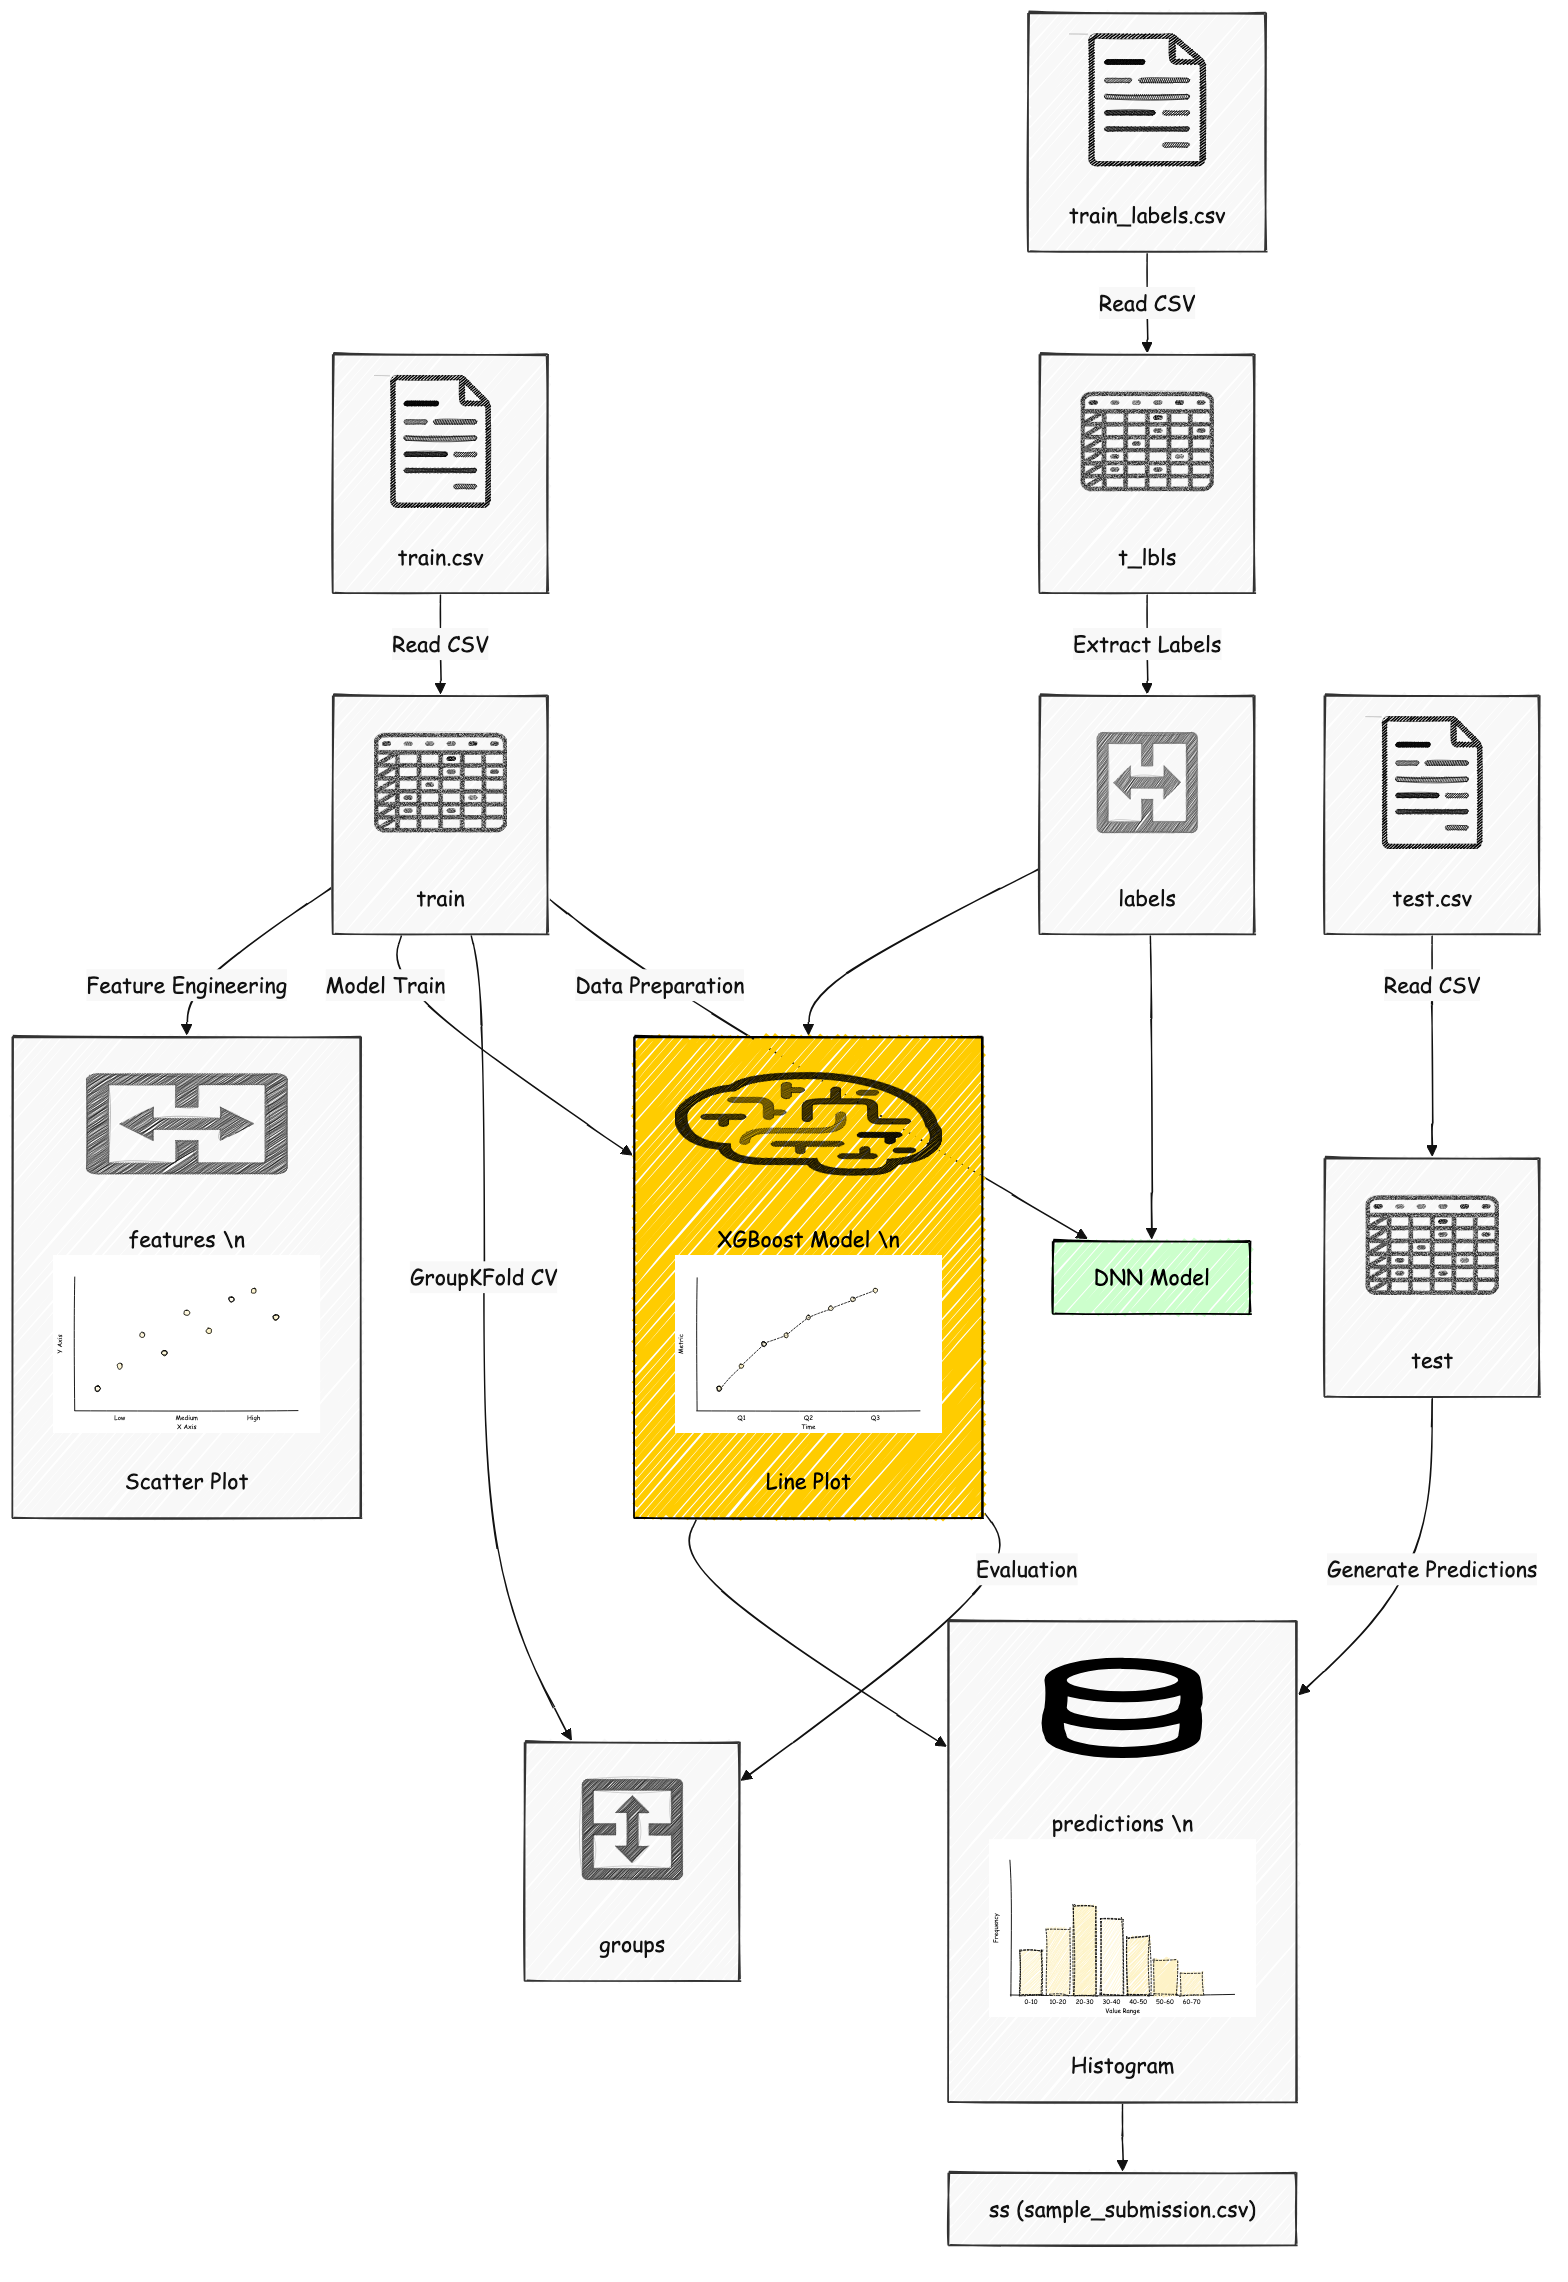 train_labels.csv
Read CSV
train.csv
t_lbls
Read CSV
Extract Labels
train
labels
test.csv
Feature Engineering
Model Train
Data Preparation
Read CSV
features \n
Y Axis
Low
Medium
High
X Axis
Scatter Plot
GroupKFold CV
XGBoost Model \n
Metric
Q1
Q2
Q3
Time
Line Plot
DNN Model
test
Evaluation
Generate Predictions
groups
predictions \n
Frequency
0-10
10-20
20-30
30-40
40-50
50-60
60-70
Value Range
Histogram
ss (sample_submission.csv)